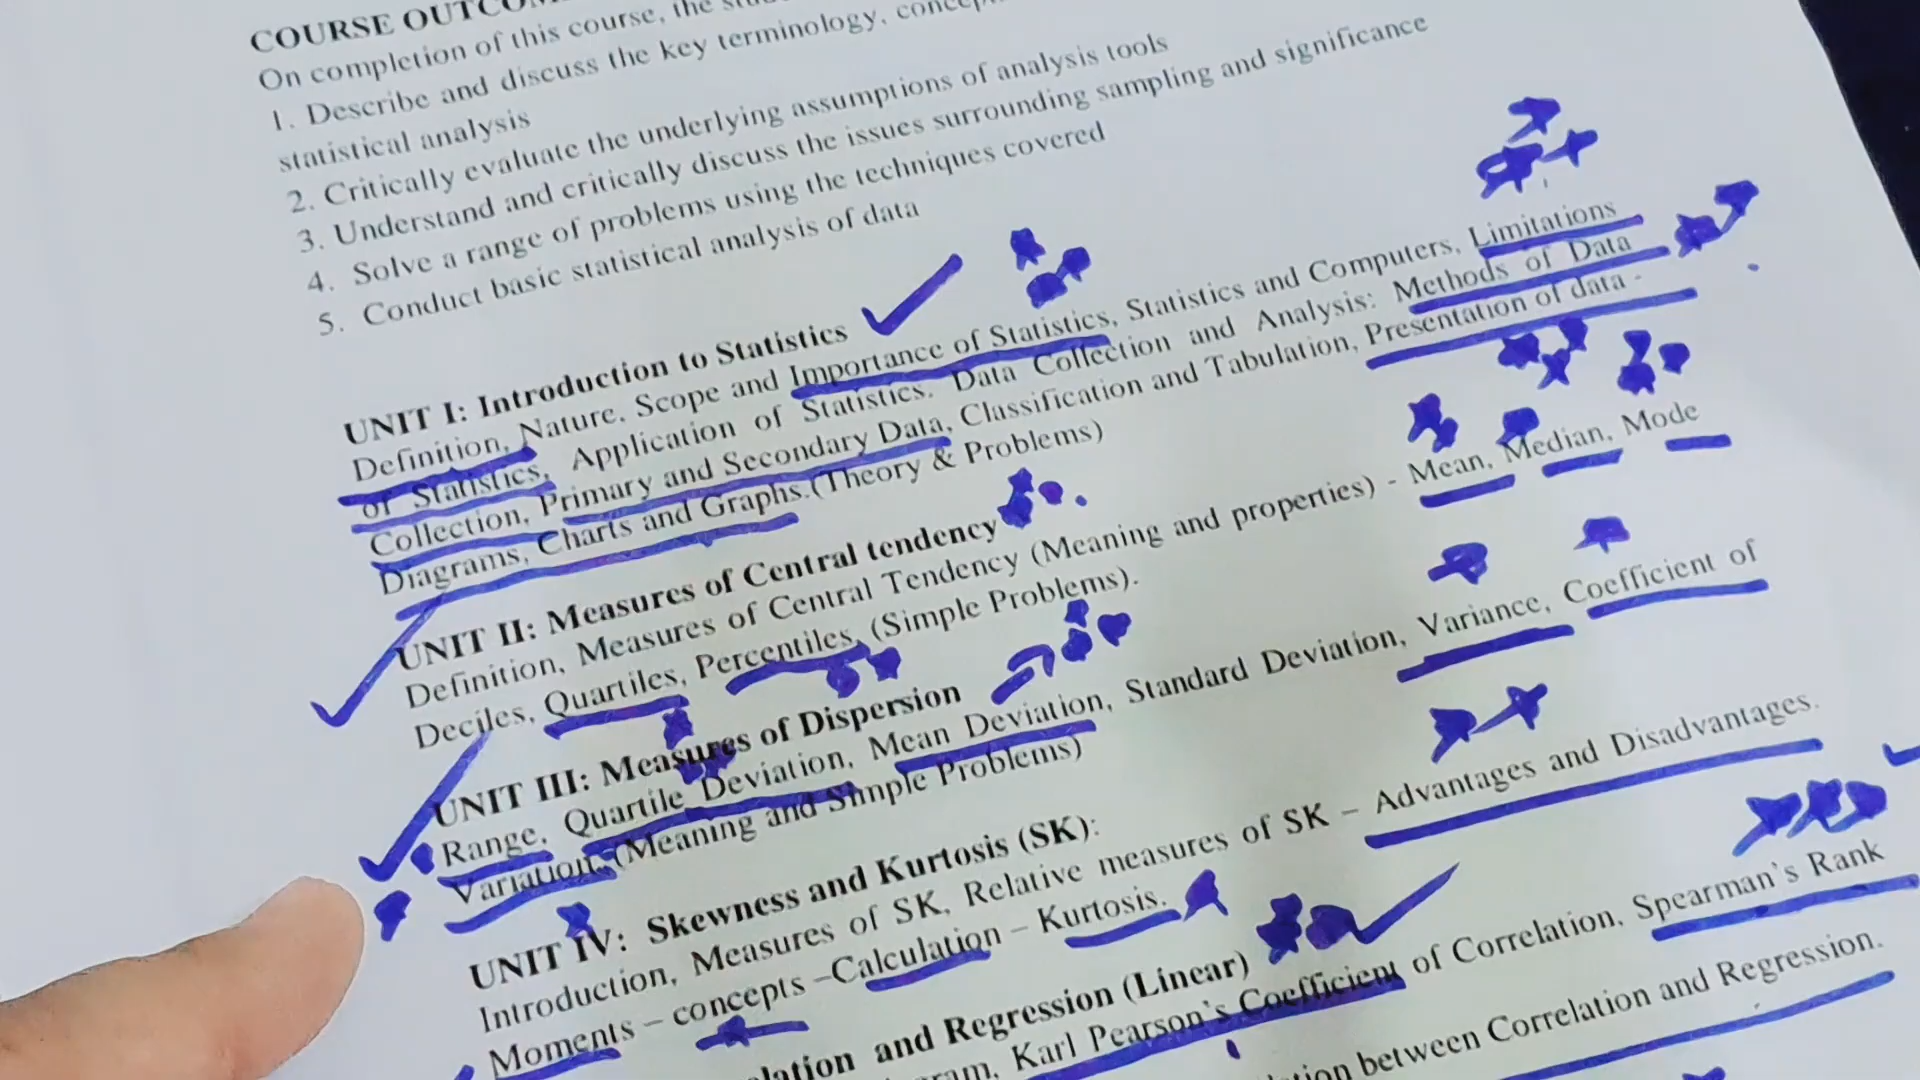 COURSE OUTCOM
On completion of this course, the
1. Describe and discuss the key terminology,
statistical analysis
2. Critically evaluate the underlying assumptions of analysis tools
3. Understand and critically discuss the issues surrounding sampling and significance
4. Solve a range of problems using the techniques covered
5. Conduct basic statistical analysis of data
UNIT I: Introduction to Statistics
Definition, Nature, Scope and Importance of Statistics, Statistics and Computers, Limitations
of Statistics, Application of Statistics. Data Collection and Analysis: Methods of Data
Collection, Primary and Secondary Data, Classification and Tabulation, Presentation of data -
Diagrams, Charts and Graphs.(Theory & Problems)
UNIT II: Measures of Central tendency
Definition, Measures of Central Tendency (Meaning and properties) - Mean, Median, Mode
Deciles, Quartiles, Percentiles, (Simple Problems).
UNIT III: Measures of Dispersion
Range, Quartile Deviation, Mean Deviation, Standard Deviation, Variance, Coefficient of
Variation, (Meaning and Simple Problems)
UNIT IV: Skewness and Kurtosis (SK):
Introduction, Measures of SK, Relative measures of SK – Advantages and Disadvantages.
Moments – concepts –Calculation – Kurtosis.
lation and Regression (Linear)
ram, Karl Pearson's Coefficient of Correlation, Spearman's Rank
between Correlation and Regression.